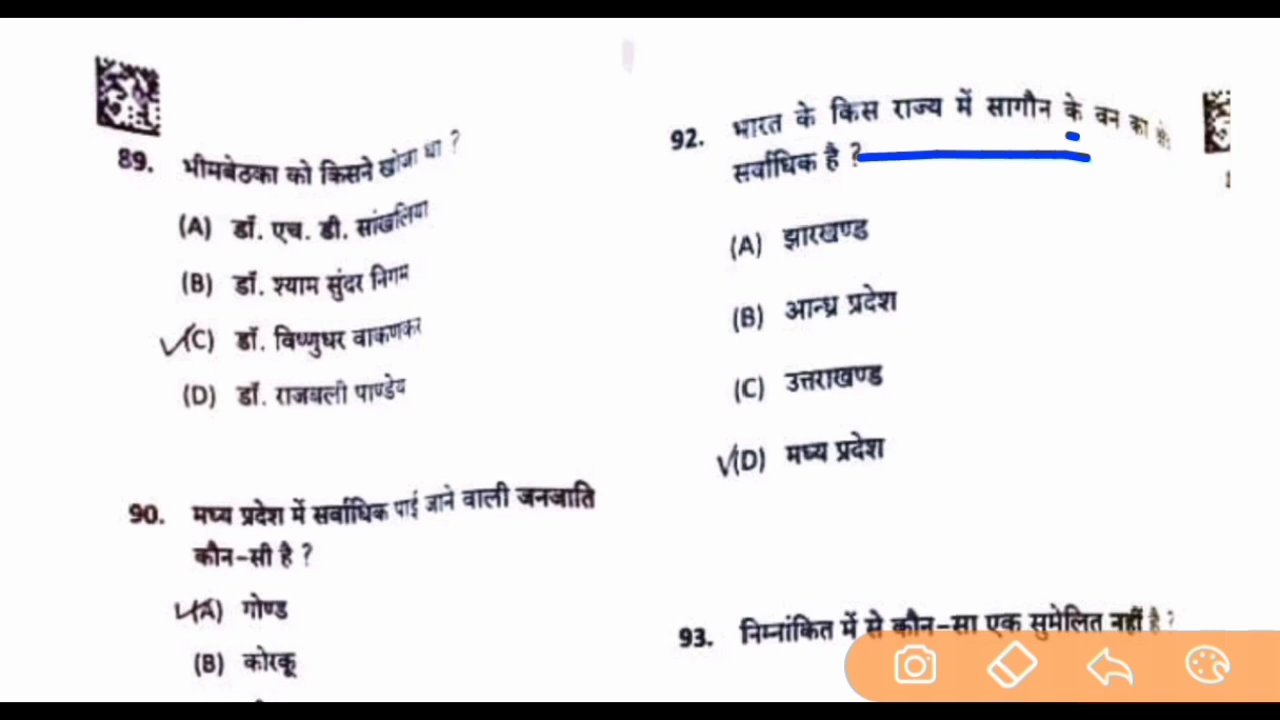 89. भीमबेठका को किसने खोजा था ?
(A) डॉ. एच. डी. सांखलिया
(B) डॉ. श्याम सुंदर निगम
(C) डॉ. विष्णुधर वाकणकर
(D) डॉ. राजबली पाण्डेय
90. मध्य प्रदेश में सर्वाधिक पाई जाने वाली जनजाति
कौन-सी है ?
(A) गोण्ड
(B) कोरकू
92. भारत के किस राज्य में सागौन के वन का
सर्वाधिक है ?
(A) झारखण्ड
(B) आन्ध्र प्रदेश
(C) उत्तराखण्ड
(D) मध्य प्रदेश
93. निम्नांकित में से कौन-सा एक सुमेलित नहीं है ?